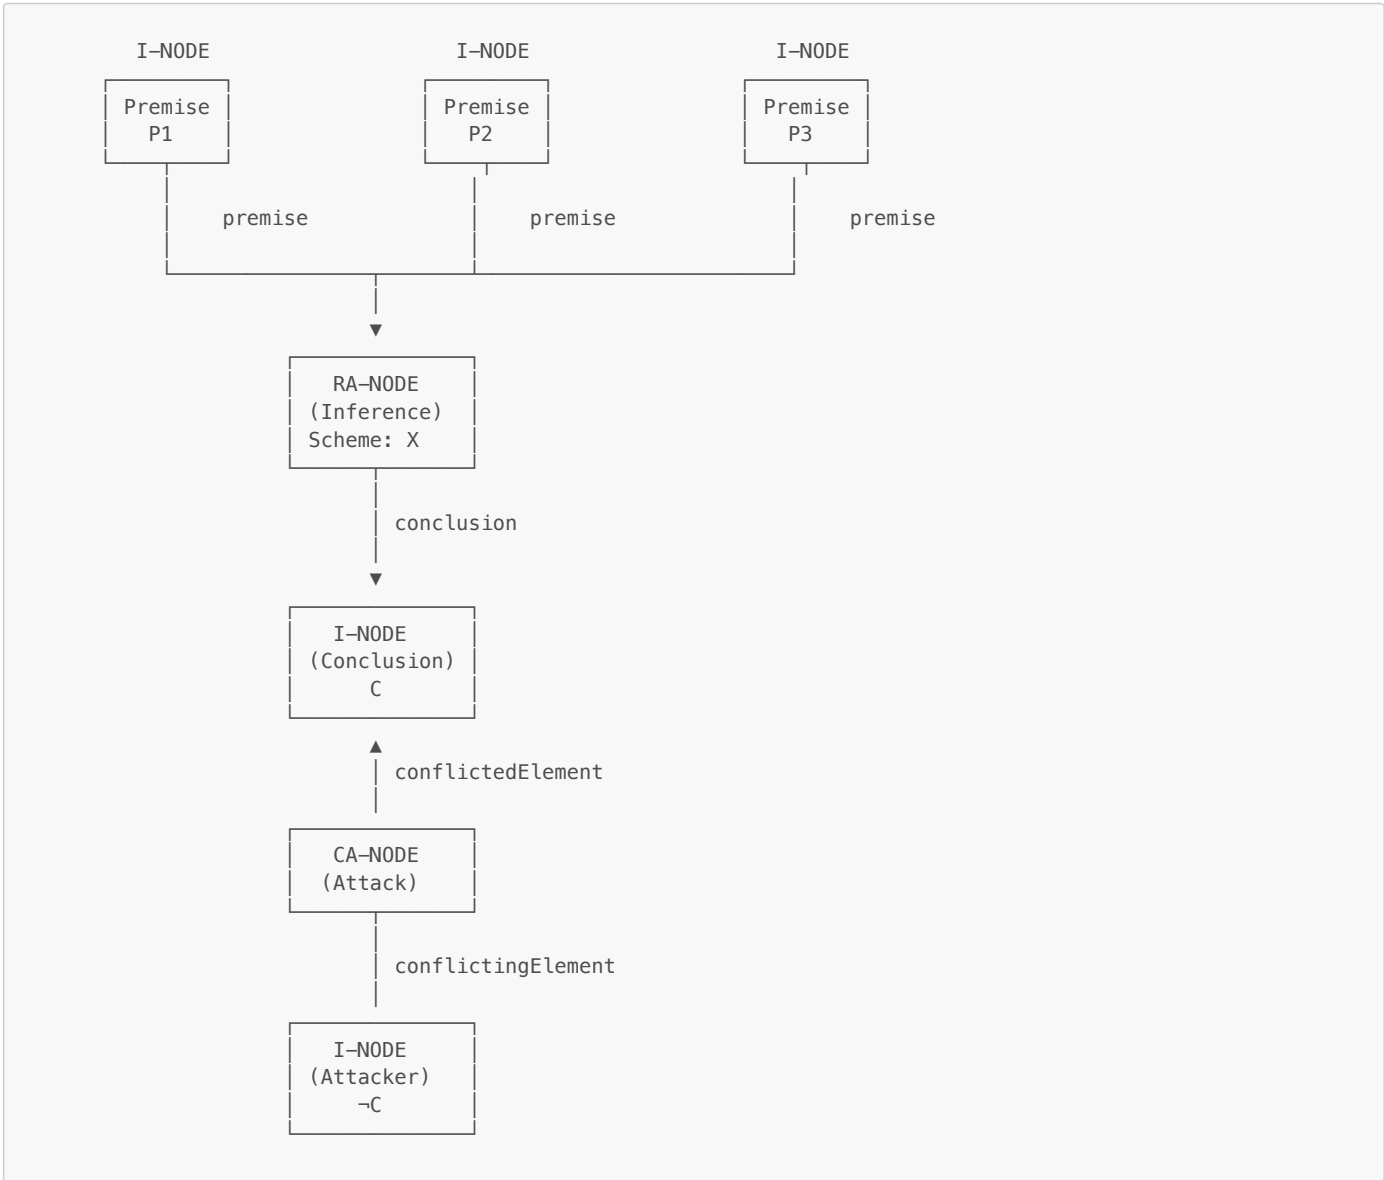 I–NODE I–NODE I–NODE
Premise Premise Premise
P1 P2 P3
premise premise premise
RA–NODE
(Inference)
Scheme: X
conclusion
I–NODE
(Conclusion)
C
conflictedElement
CA–NODE
(Attack)
conflictingElement
I–NODE
(Attacker)
¬C